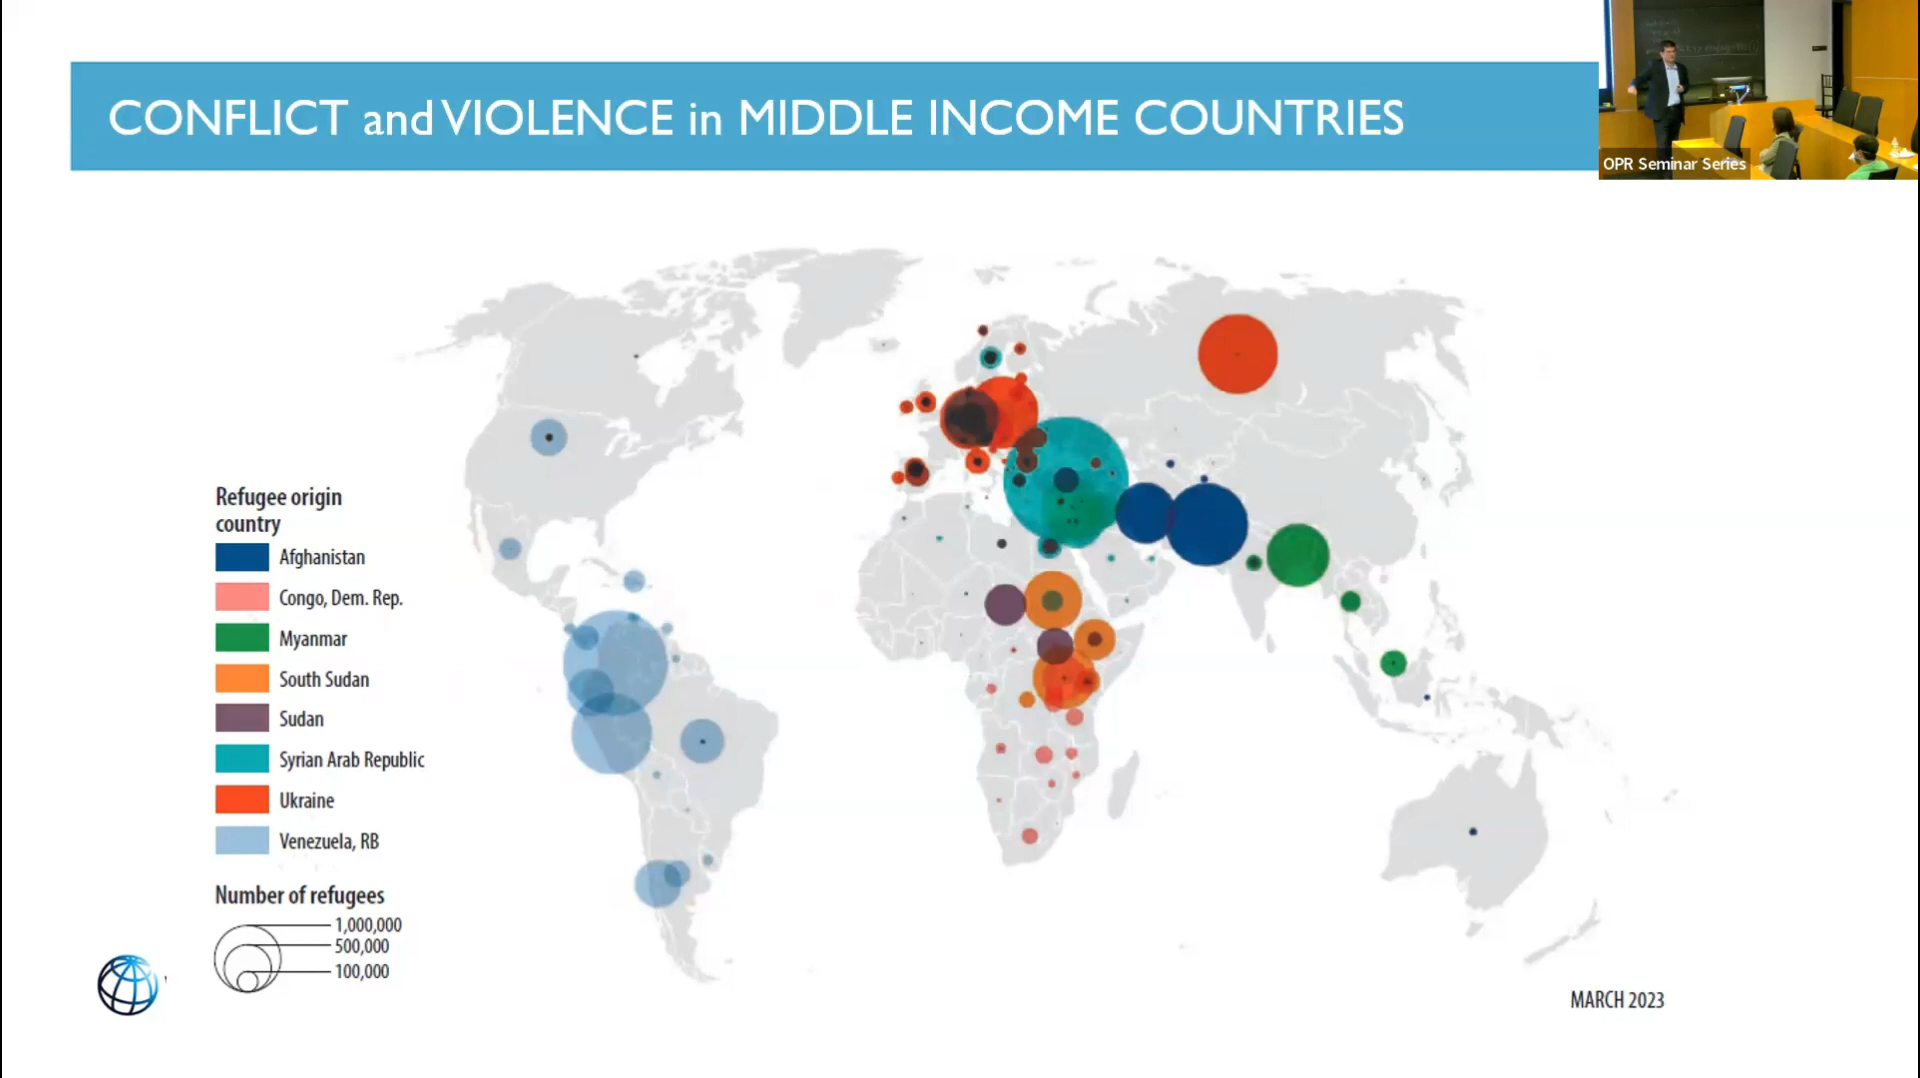 CONFLICT and VIOLENCE in MIDDLE INCOME COUNTRIES
OPR Seminar Series
Refugee origin
country
Afghanistan
Congo, Dem. Rep.
Myanmar
South Sudan
Sudan
Syrian Arab Republic
Ukraine
Venezuela, RB
Number of refugees
1,000,000
500,000
100,000
MARCH 2023